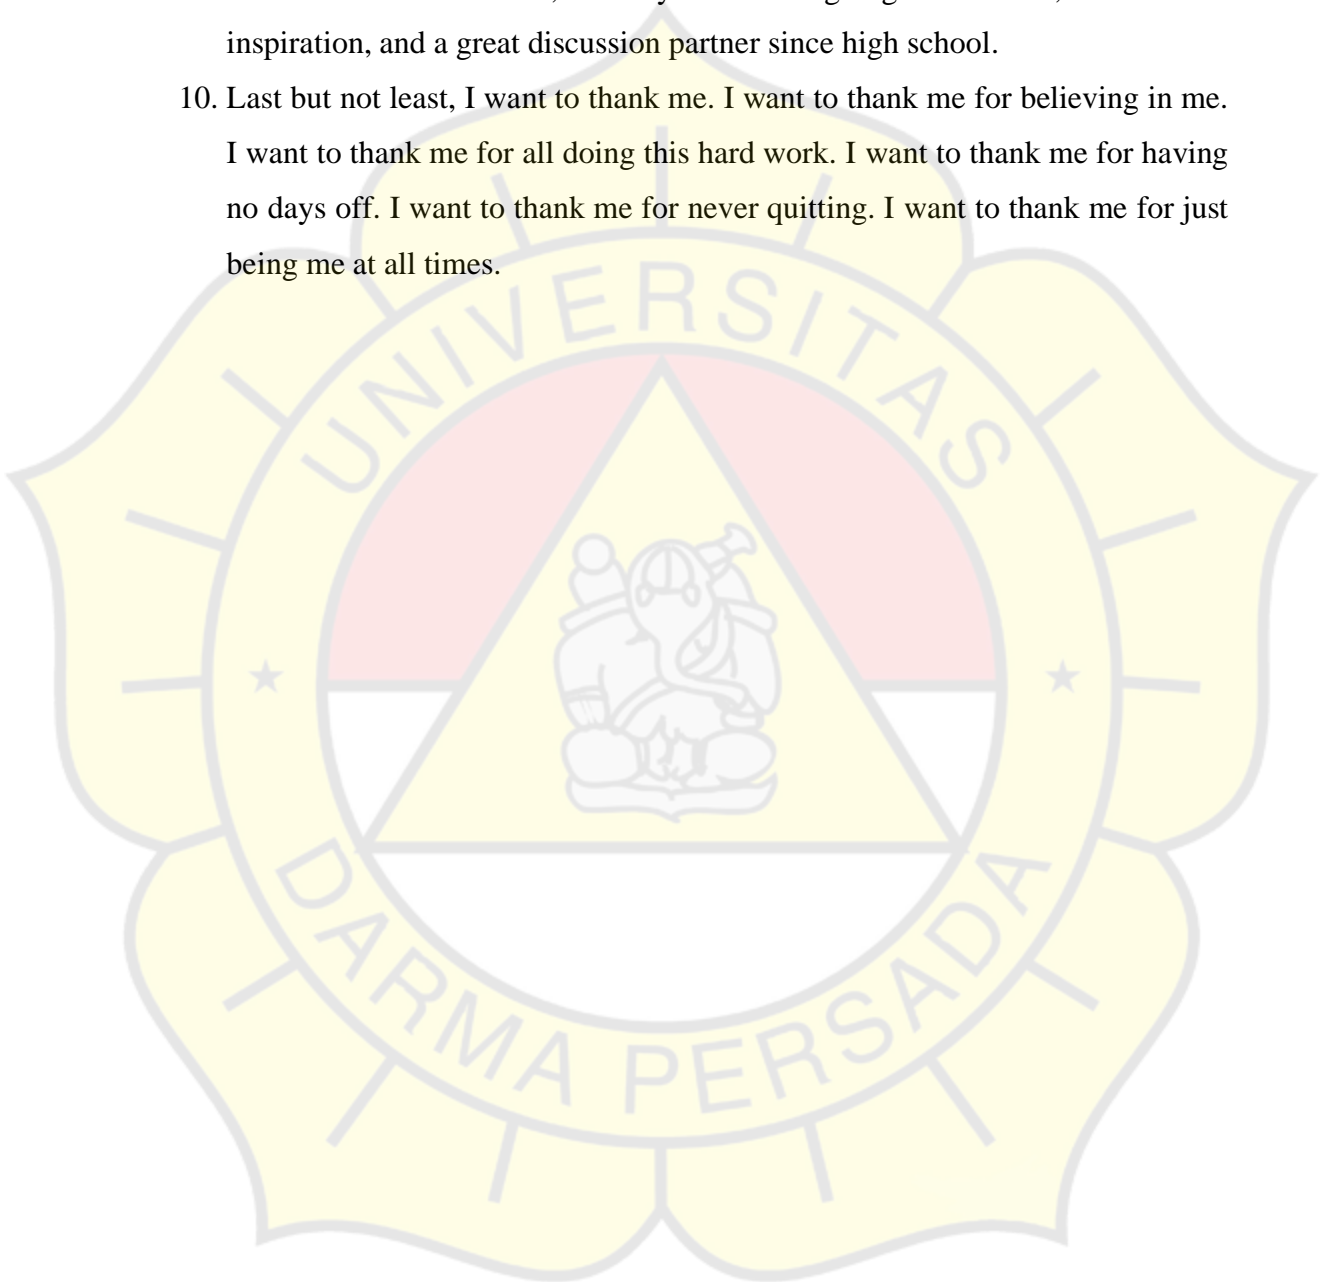 inspiration, and a great discussion partner since high school.
10. Last but not least, I want to thank me. I want to thank me for believing in me.
I want to thank me for all doing this hard work. I want to thank me for having
no days off. I want to thank me for never quitting. I want to thank me for just
being me at all times.
UNIVERSITAS
DARMA PERSADA